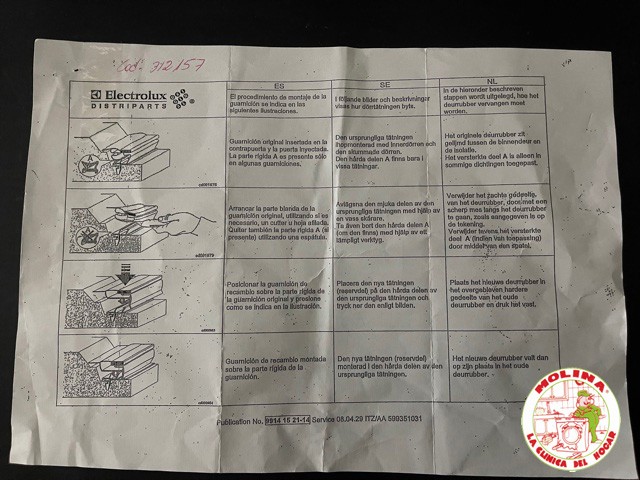 Cod. 312157
Electrolux
DISTRIPARTS
ES
El procedimiento de montaje de la
guarnición se indica en las
siguientes ilustraciones.
SE
I följande bilder och beskrivningar
visas hur dörrtätningen byts.
NL
In de hieronder beschreven
stappen wordt uitgelegd, hoe het
deurrubber vervangen moet
worden.
A
Guarnición original insertada en la
contrapuerta y la puerta inyectada.
La parte rígida A es presente sólo
en algunas guarniciones.
Den ursprungliga tätningen
ihopmonterad med innerdörren och
den skummade dörren.
Den hårda delen A finns bara i
vissa tätningar.
Het originele deurrubber zit
gelijmd tussen de binnendeur en
de isolatie.
Het versterkte deel A is alleen in
sommige dichtingen toegepast.
Arrancar la parte blanda de la
guarnición original, utilizando si es
necesario, un cutter u hoja afilada.
Quitar también la parte rígida A (si
presente) utilizando una espátula.
Avlägsna den mjuka delen av den
ursprungliga tätningen med hjälp av
en vass skärare.
Ta även bort den hårda delen A
(om den finns) med hjälp av ett
lämpligt verktyg.
Verwijder het zachte gedeelte,
van het deurrubber, door met een
scherp mes langs het deurrubber
te gaan, zoals aangegeven is op
de tekening.
Verwijder tevens het versterkte
deel A (indien van toepassing)
door middel van een spatel.
Posicionar la guarnición de
recambio sobre la parte rígida de
la guarnición original y presione
como se indica en la ilustración.
Placera den nya tätningen
(reservdel) på den hårda delen av
den ursprungliga tätningen och
tryck ner den enligt bilden.
Plaats het nieuwe deurrubber in
het overgebleven harders
gedeelte van het oude
deurrubber en druk het vast.
Guarnición de recambio montada
sobre la parte rígida de la
guarnición.
Den nya tätningen (reservdel)
monterad i den hårda delen av den
ursprungliga tätningen.
Het nieuwe deurrubber valt dan
op zijn plaats in het oude
deurrubber.
Publication No. 9914 15 21-14 Service 08.04.29 ITZ/AA 599351031
MOLINA
LA CLINICA DEL HOGAR